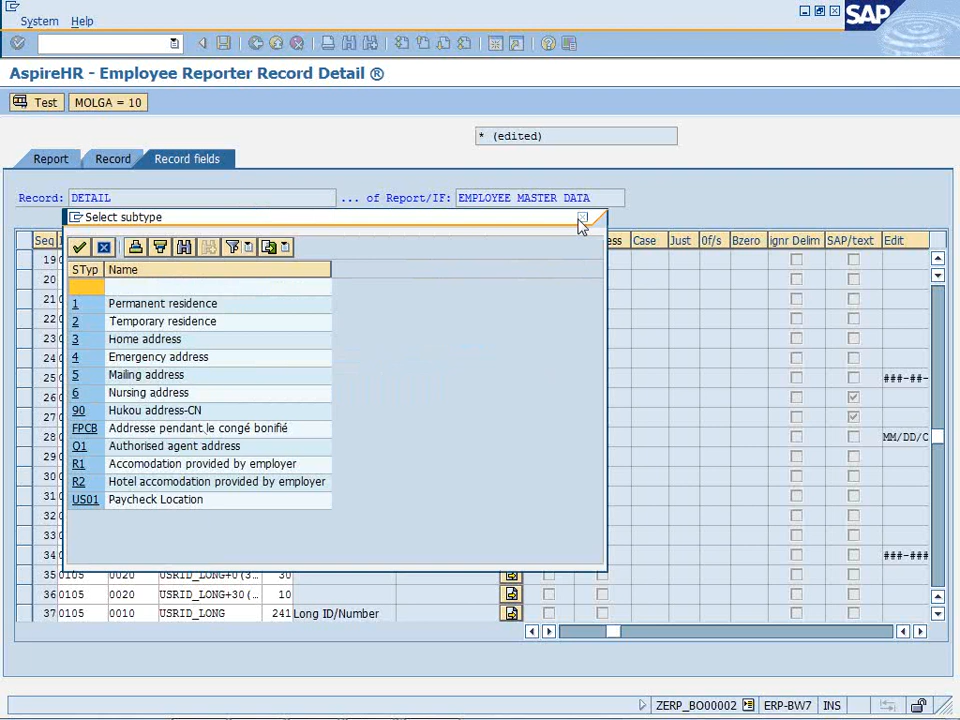 System Help
SAP
AspireHR - Employee Reporter Record Detail ®
Test MOLGA = 10
* (edited)
Report Record Record fields
Record: DETAIL ... of Report/IF: EMPLOYEE MASTER DATA
Select subtype
Seq Case Just 0f/s Bzero ignr Delim SAP/text Edit
STyp Name
19
20
1 Permanent residence
21
2 Temporary residence
22
3 Home address
23
4 Emergency address
24
5 Mailing address
25 ###-##-
6 Nursing address
26
90 Hukou address-CN
27
FPCB Addresse pendant le congé bonifié
28 MM/DD/C
Q1 Authorised agent address
29
R1 Accomodation provided by employer
30
R2 Hotel accomodation provided by employer
31
US01 Paycheck Location
32
33
34 ###-###
35 0105 0020 USRID_LONG+0(3... 30
36 0105 0020 USRID_LONG+30(... 10
37 0105 0010 USRID_LONG 241 Long ID/Number
ZERP_BO00002 ERP-BW7 INS